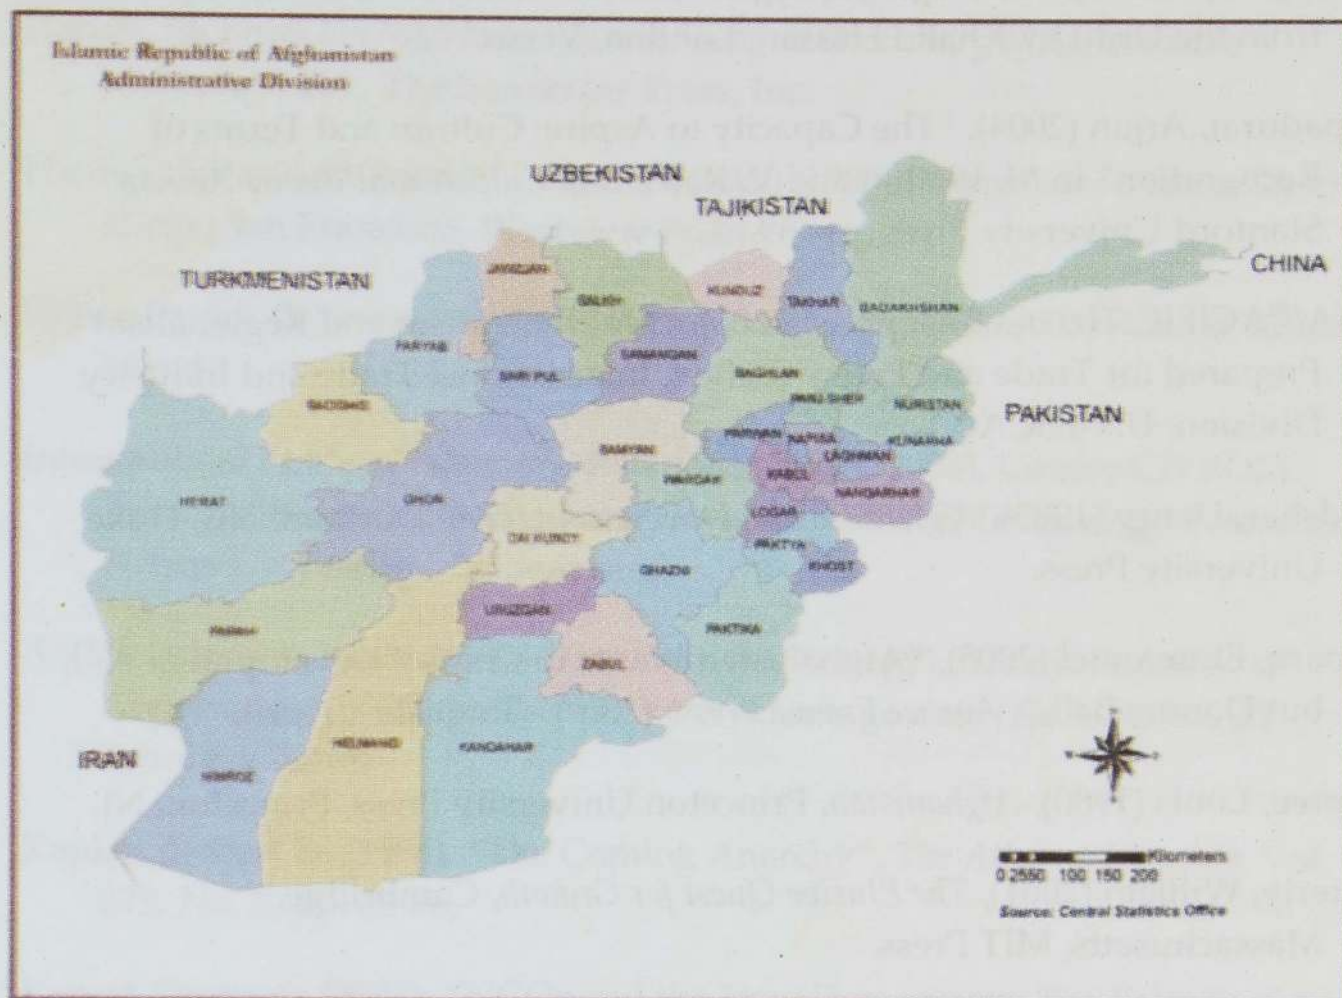 Islamic Republic of Afghanistan
Administrative Division
UZBEKISTAN
TAJIKISTAN
TURKMENISTAN
CHINA
PAKISTAN
IRAN
JAWZJAN
BALKH
KUNDUZ
TAKHAR
BADAKHSHAN
FARYAB
SARI PUL
SAMANGAN
BAGHLAN
PANJ SHER
NURISTAN
BADGHIS
BAMYAN
PARWAN
KAPISA
LAGHMAN
KUNARHA
HERAT
GHOR
WARDAK
KABUL
NANGARHAR
LOGAR
DAI KUNDY
GHAZNI
PAKTYA
KHOST
URUZGAN
FARAH
ZABUL
PAKTIKA
NIMROZ
HELMAND
KANDAHAR
Kilometers
0 25 50 100 150 200
Source: Central Statistics Office